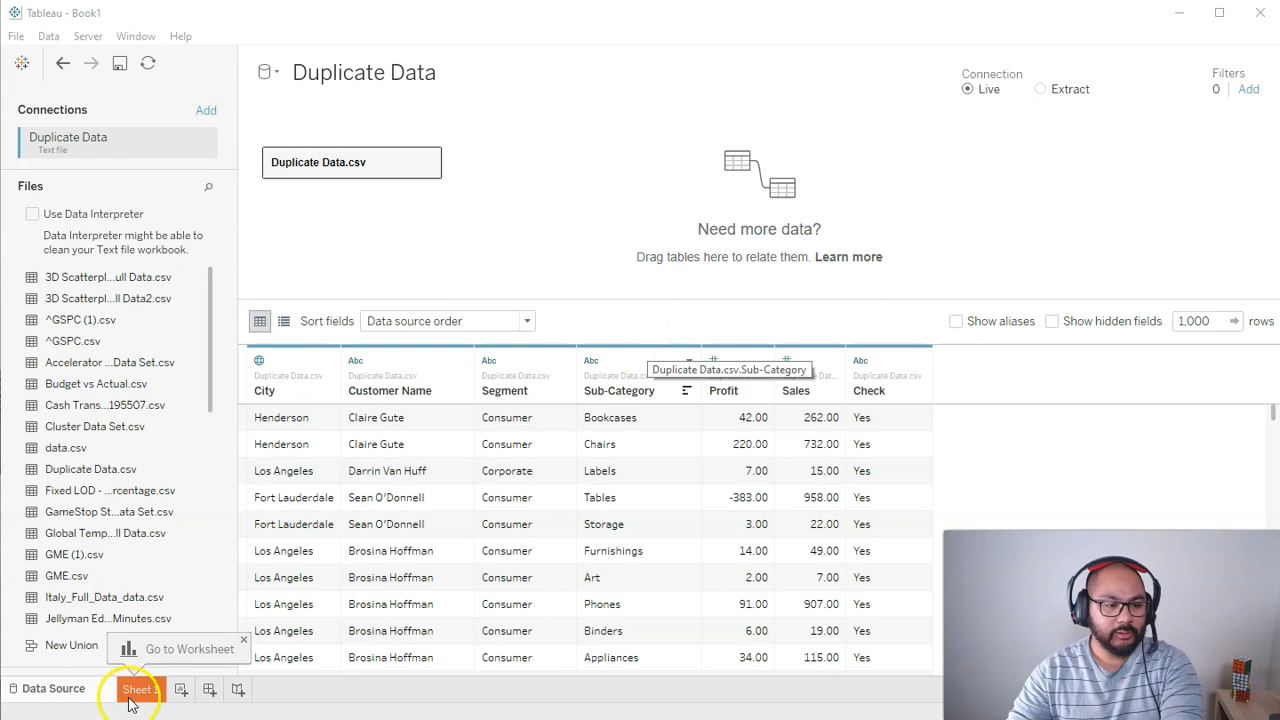 Tableau - Book1
File Data Server Window Help
Duplicate Data
Connection
Live Extract
Filters
0 Add
Connections Add
Duplicate Data
Text file
Duplicate Data.csv
Need more data?
Drag tables here to relate them. Learn more
Files
Use Data Interpreter
Data Interpreter might be able to
clean your Text file workbook.
3D Scatterpl...ull Data.csv
3D Scatterpl...ll Data2.csv
^GSPC (1).csv
^GSPC.csv
Accelerator ...Data Set.csv
Budget vs Actual.csv
Cash Trans...195507.csv
Cluster Data Set.csv
data.csv
Duplicate Data.csv
Fixed LOD - ...rcentage.csv
GameStop St...ata Set.csv
Global Temp...ll Data.csv
GME (1).csv
GME.csv
Italy_Full_Data_data.csv
Jellyman Ed...Minutes.csv
New Union
Go to Worksheet
Sort fields Data source order
Show aliases Show hidden fields 1,000 rows
Abc Abc Abc Abc
Duplicate Data.csv Duplicate Data.csv Duplicate Data.csv Duplicate Dat... Duplicate Data.csv
Duplicate Data.csv.Sub-Category
City Customer Name Segment Sub-Category Profit Sales Check
Henderson Claire Gute Consumer Bookcases 42.00 262.00 Yes
Henderson Claire Gute Consumer Chairs 220.00 732.00 Yes
Los Angeles Darrin Van Huff Corporate Labels 7.00 15.00 Yes
Fort Lauderdale Sean O'Donnell Consumer Tables -383.00 958.00 Yes
Fort Lauderdale Sean O'Donnell Consumer Storage 3.00 22.00 Yes
Los Angeles Brosina Hoffman Consumer Furnishings 14.00 49.00 Yes
Los Angeles Brosina Hoffman Consumer Art 2.00 7.00 Yes
Los Angeles Brosina Hoffman Consumer Phones 91.00 907.00 Yes
Los Angeles Brosina Hoffman Consumer Binders 6.00 19.00 Yes
Los Angeles Brosina Hoffman Consumer Appliances 34.00 115.00 Yes
Data Source Sheet 1